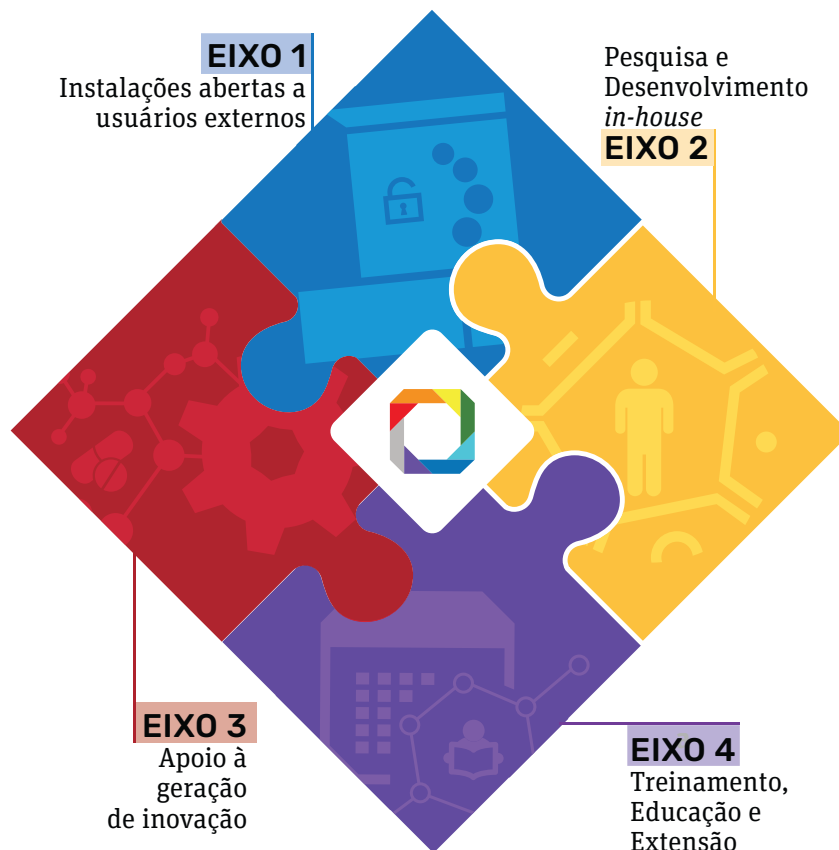 EIXO 1
Instalações abertas a
usuários externos
Pesquisa e
Desenvolvimento
in-house
EIXO 2
EIXO 3
Apoio à
geração
de inovação
EIXO 4
Treinamento,
Educação e
Extensão